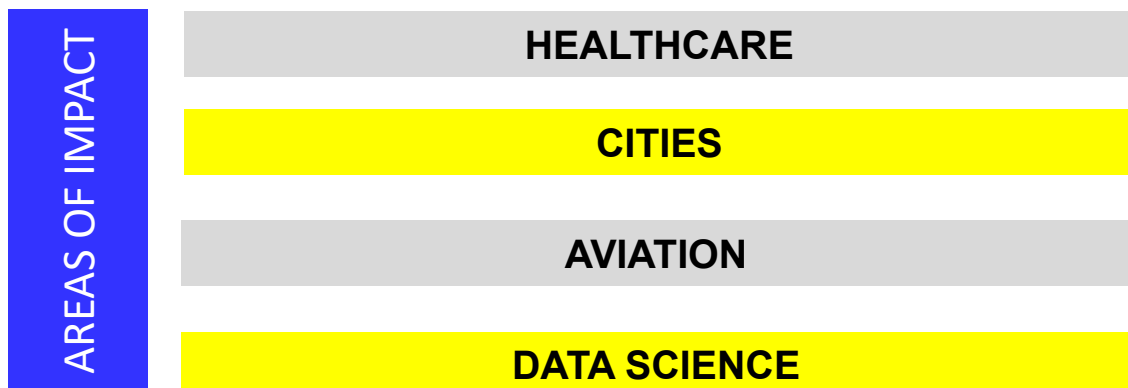 AREAS OF IMPACT
HEALTHCARE
CITIES
AVIATION
DATA SCIENCE